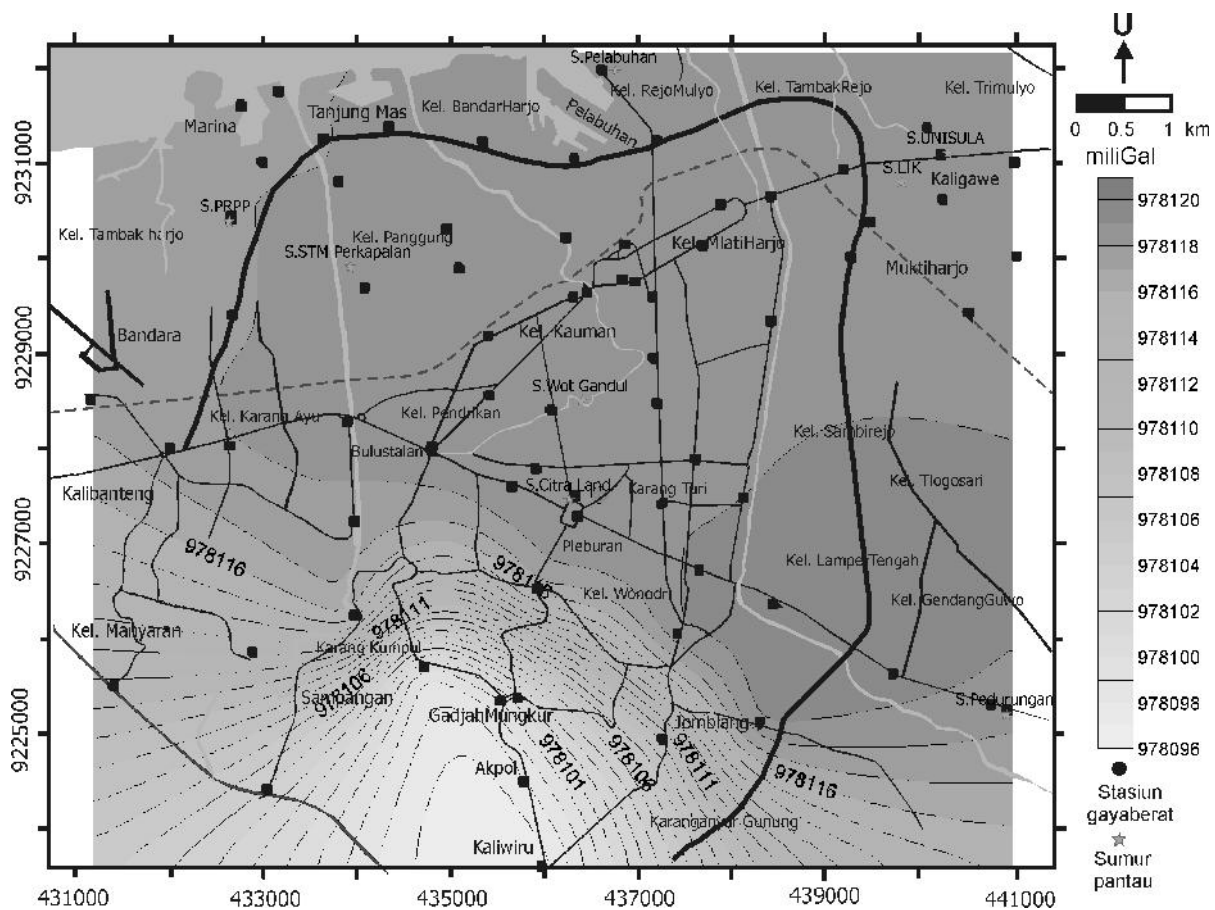 U
0 0.5 1 km
miliGal
978120
978118
978116
978114
978112
978110
978108
978106
978104
978102
978100
978098
978096
Stasiun
gayaberat
Sumur
pantau
9231000
9229000
9227000
9225000
431000 433000 435000 437000 439000 441000
S.Pelabuhan
Kel. RejoMulyo
Kel. TambakRejo
Kel. Trimulyo
Marina
Tanjung Mas
Kel. BandarHarjo
Pelabuhan
S.UNISULA
S.LIK
Kaligawe
S.PRPP
Kel. Tambak harjo
Kel. Panggung
S.STM Perkapalan
Kel. MlatiHarjo
Muktiharjo
Bandara
Kel. Kauman
S.Wot Gandul
Kel. Karang Ayu
Kel. Pendrikan
Kel. Sambirejo
Bulustalan
Kalibanteng
S.Citra Land
Karang Turi
Kel. Tlogosari
Pleburan
978116
Kel. LamperTengah
Kel. Wonodri
Kel. GendangGuwo
978111
Kel. Manyaran
Karang Kumpul
978106
Sampangan
GadjahMungkur
Jomblang
S.Pedurungan
978101
978106
978111
978116
Akpol
Karanganyar Gunung
Kaliwiru